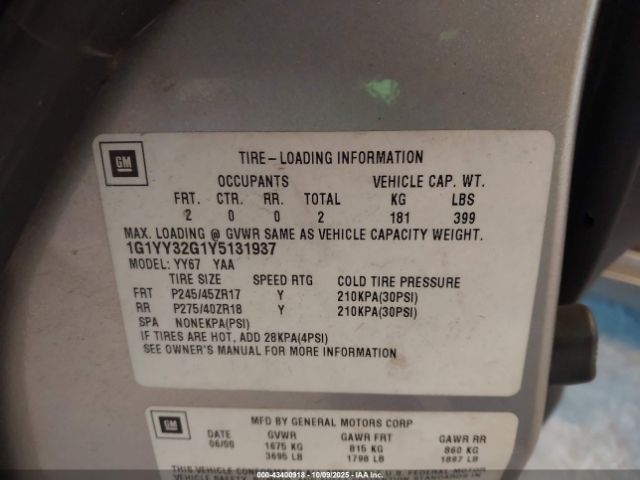 GM TIRE-LOADING INFORMATION
OCCUPANTS VEHICLE CAP. WT.
FRT. CTR. RR. TOTAL KG LBS
2 0 0 2 181 399
MAX. LOADING @ GVWR SAME AS VEHICLE CAPACITY WEIGHT.
1G1YY32G1Y5131937
MODEL: YY67 YAA
TIRE SIZE SPEED RTG COLD TIRE PRESSURE
FRT P245/45ZR17 Y 210KPA(30PSI)
RR P275/40ZR18 Y 210KPA(30PSI)
SPA NONEKPA(PSI)
IF TIRES ARE HOT, ADD 28KPA(4PSI)
SEE OWNER'S MANUAL FOR MORE INFORMATION
GM MFD BY GENERAL MOTORS CORP
DATE GVWR GAWR FRT GAWR RR
06/00 1675 KG 815 KG 860 KG
3695 LB 1798 LB 1897 LB
THIS VEHICLE U.S. FEDERAL MOTOR
VEHICLE
000-43400918 - 10/09/2025 - IAA Inc.